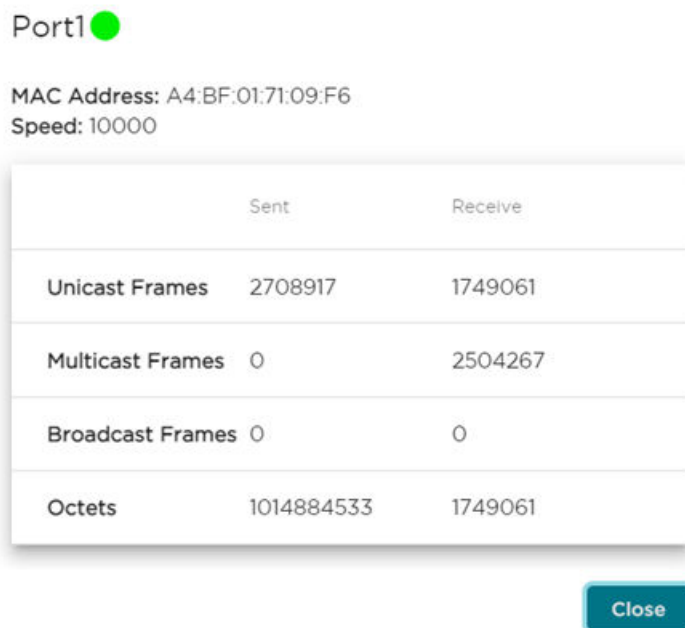 Port1
MAC Address: A4:BF:01:71:09:F6
Speed: 10000
Sent Receive
Unicast Frames 2708917 1749061
Multicast Frames 0 2504267
Broadcast Frames 0 0
Octets 1014884533 1749061
Close